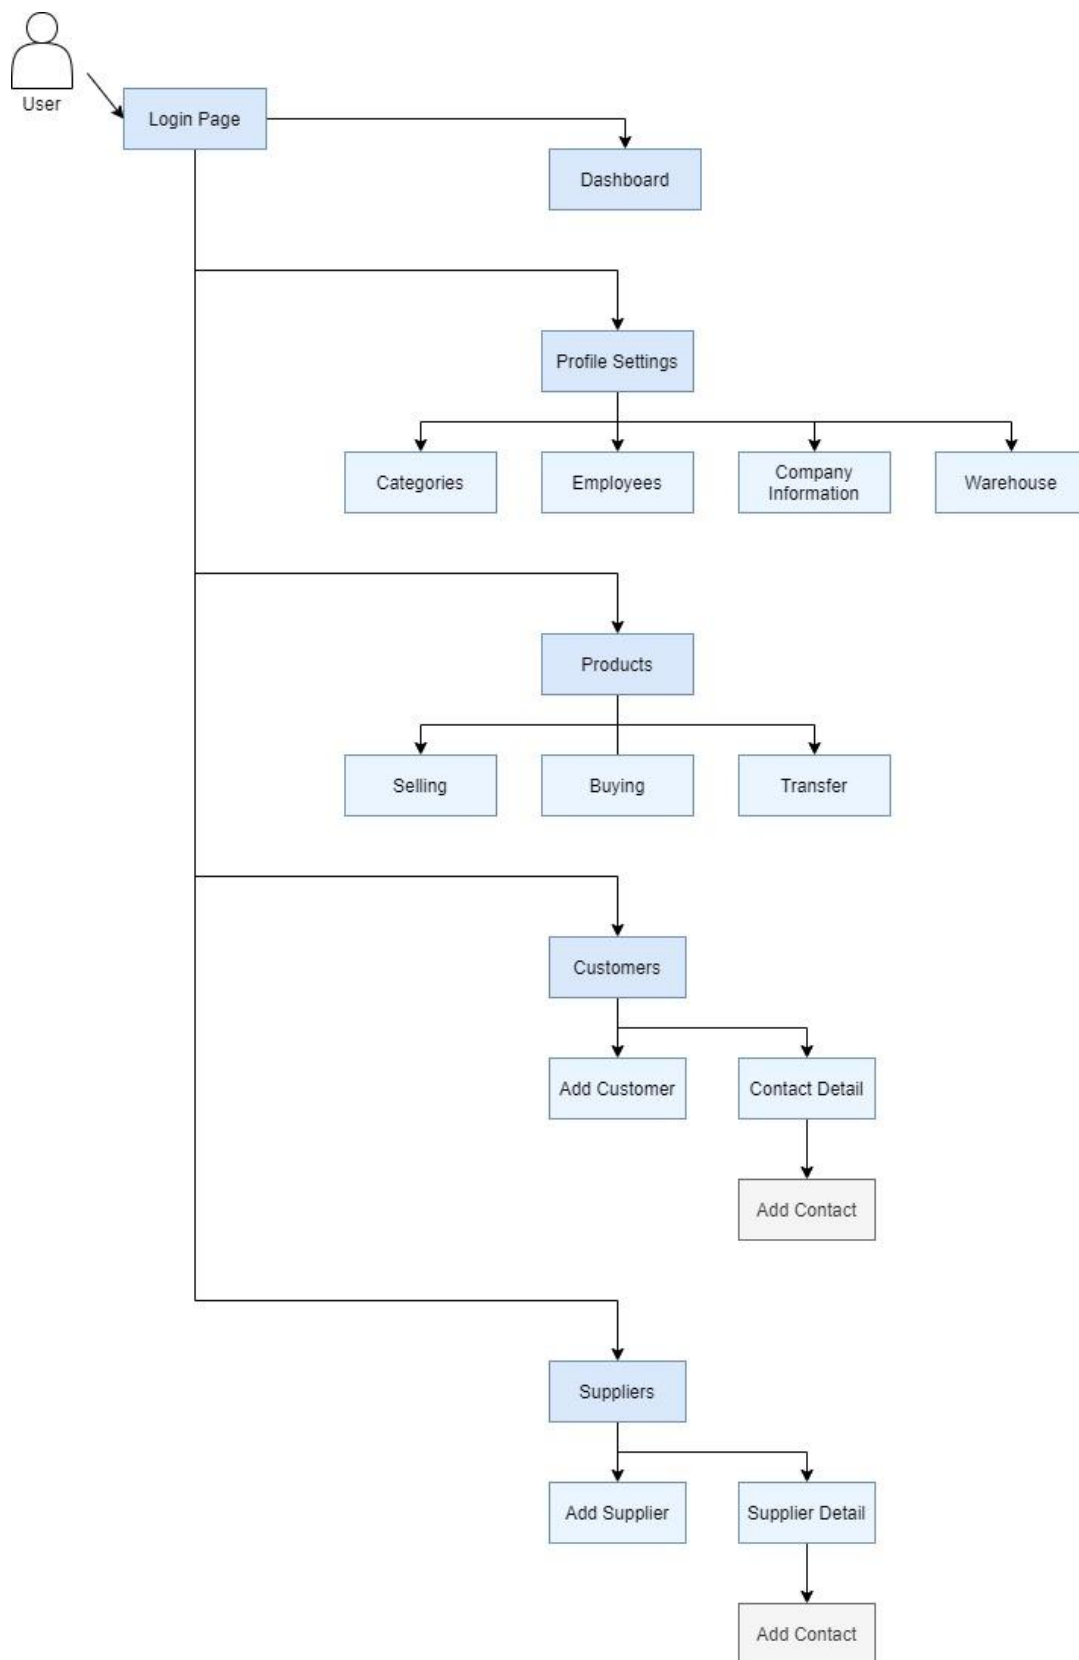 User
Login Page
Dashboard
Profile Settings
Categories
Employees
Company
Information
Warehouse
Products
Selling
Buying
Transfer
Customers
Add Customer
Contact Detail
Add Contact
Suppliers
Add Supplier
Supplier Detail
Add Contact